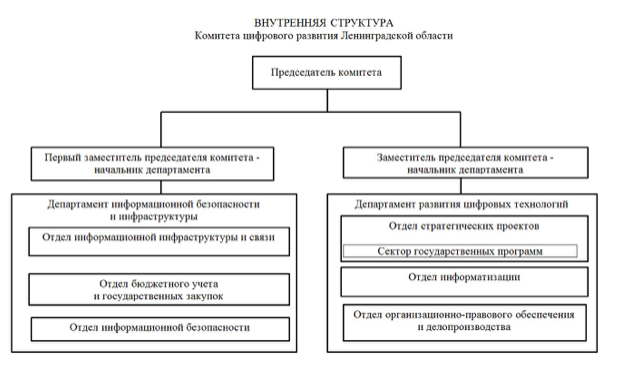 ВНУТРЕННЯЯ СТРУКТУРА
Комитета цифрового развития Ленинградской области
Председатель комитета
Первый заместитель председателя комитета -
начальник департамента
Департамент информационной безопасности
и инфраструктуры
Отдел информационной инфраструктуры и связи
Отдел бюджетного учета
и государственных закупок
Отдел информационной безопасности
Заместитель председателя комитета -
начальник департамента
Департамент развития цифровых технологий
Отдел стратегических проектов
Сектор государственных программ
Отдел информатизации
Отдел организационно-правового обеспечения
и делопроизводства